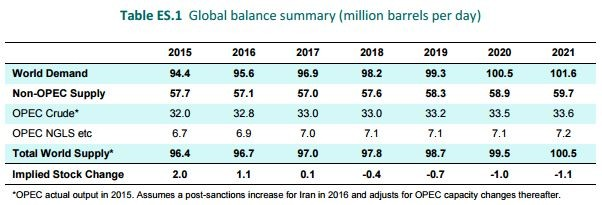 Table ES.1 Global balance summary (million barrels per day)
2015 2016 2017 2018 2019 2020 2021
World Demand 94.4 95.6 96.9 98.2 99.3 100.5 101.6
Non-OPEC Supply 57.7 57.1 57.0 57.6 58.3 58.9 59.7
OPEC Crude* 32.0 32.8 33.0 33.0 33.2 33.5 33.6
OPEC NGLS etc 6.7 6.9 7.0 7.1 7.1 7.1 7.2
Total World Supply* 96.4 96.7 97.0 97.8 98.7 99.5 100.5
Implied Stock Change 2.0 1.1 0.1 -0.4 -0.7 -1.0 -1.1
*OPEC actual output in 2015. Assumes a post-sanctions increase for Iran in 2016 and adjusts for OPEC capacity changes thereafter.